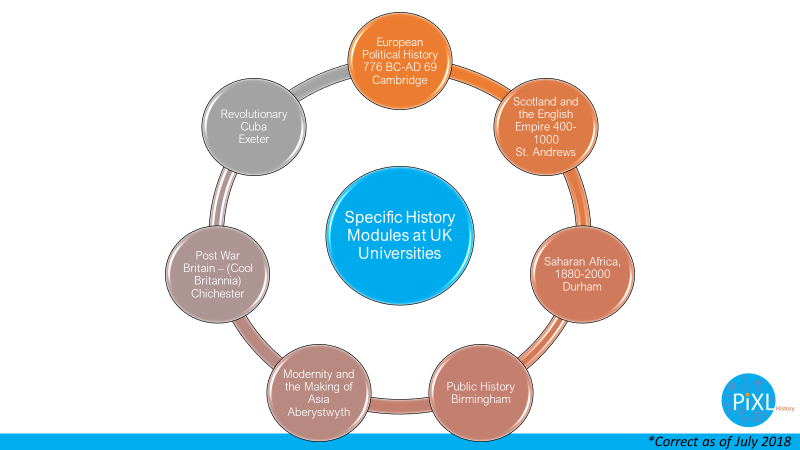 European
Political History
776 BC-AD 69
Cambridge
Scotland and
the English
Empire 400-
1000
St. Andrews
Saharan Africa,
1880-2000
Durham
Public History
Birmingham
Modernity and
the Making of
Asia
Aberystwyth
Post War
Britain – (Cool
Britannia)
Chichester
Revolutionary
Cuba
Exeter
Specific History
Modules at UK
Universities
PiXL
History
*Correct as of July 2018